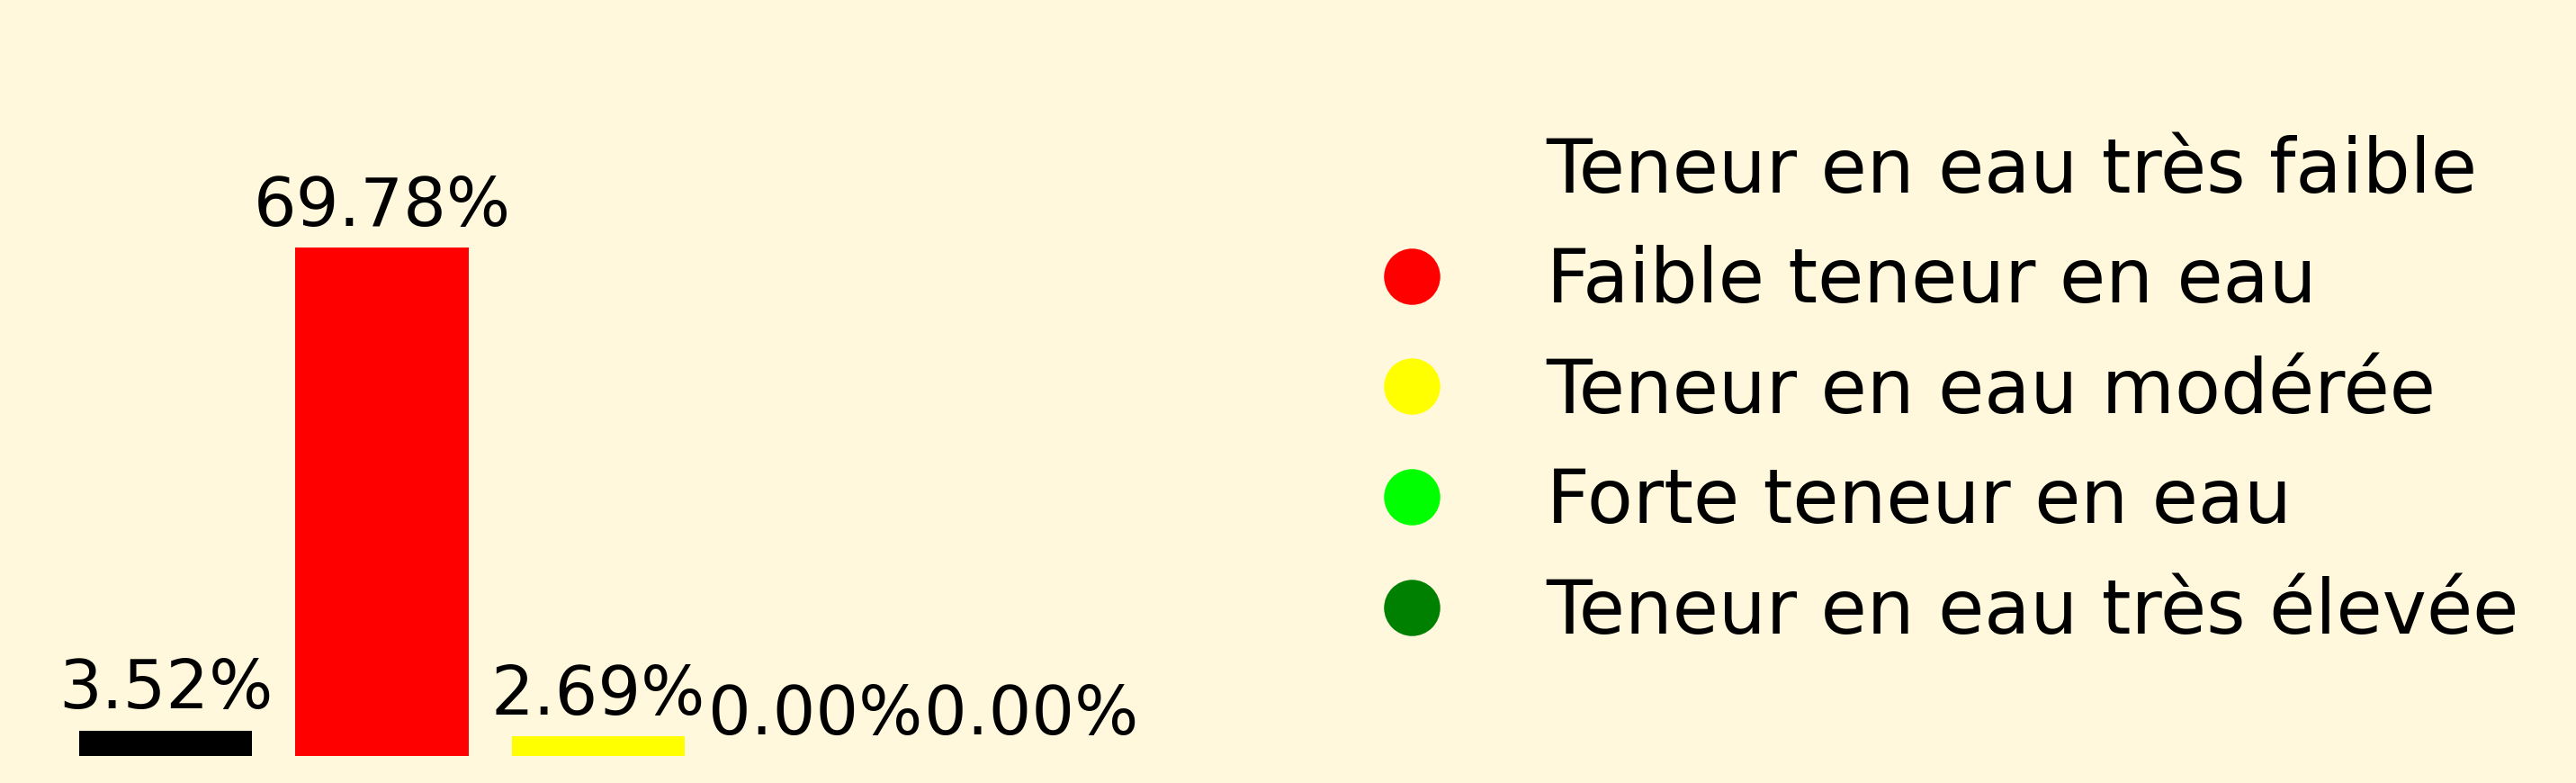 69.78%
3.52%
2.69%
0.00%
0.00%
Teneur en eau très faible
Faible teneur en eau
Teneur en eau modérée
Forte teneur en eau
Teneur en eau très élevée